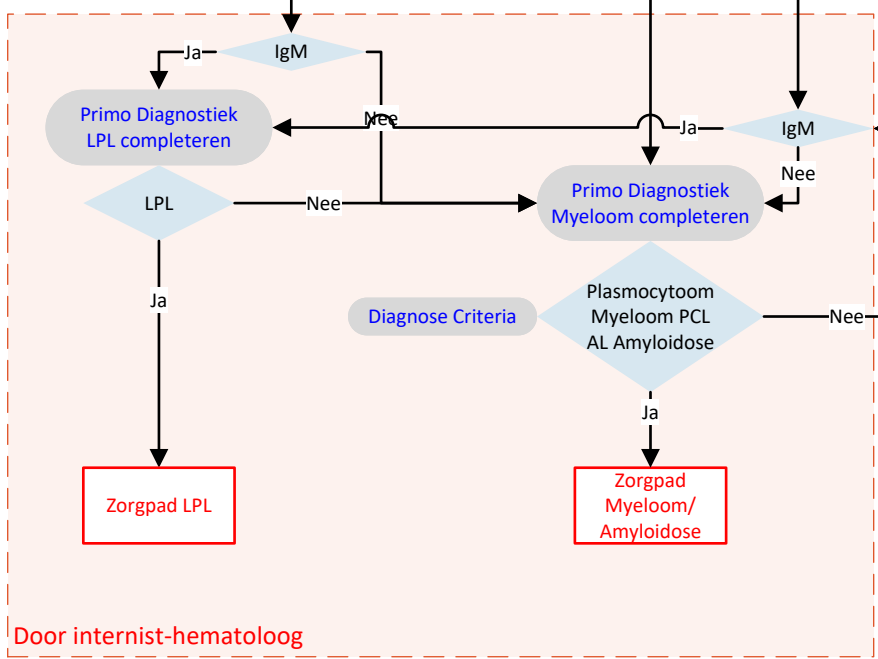 Ja
IgM
Primo Diagnostiek
LPL completeren
Nee
Ja
IgM
Nee
Primo Diagnostiek
Myeloom completeren
LPL
Nee
Ja
Diagnose Criteria
Plasmocytoom
Myeloom PCL
AL Amyloidose
Nee
Ja
Zorgpad LPL
Zorgpad
Myeloom/
Amyloidose
Door internist-hematoloog